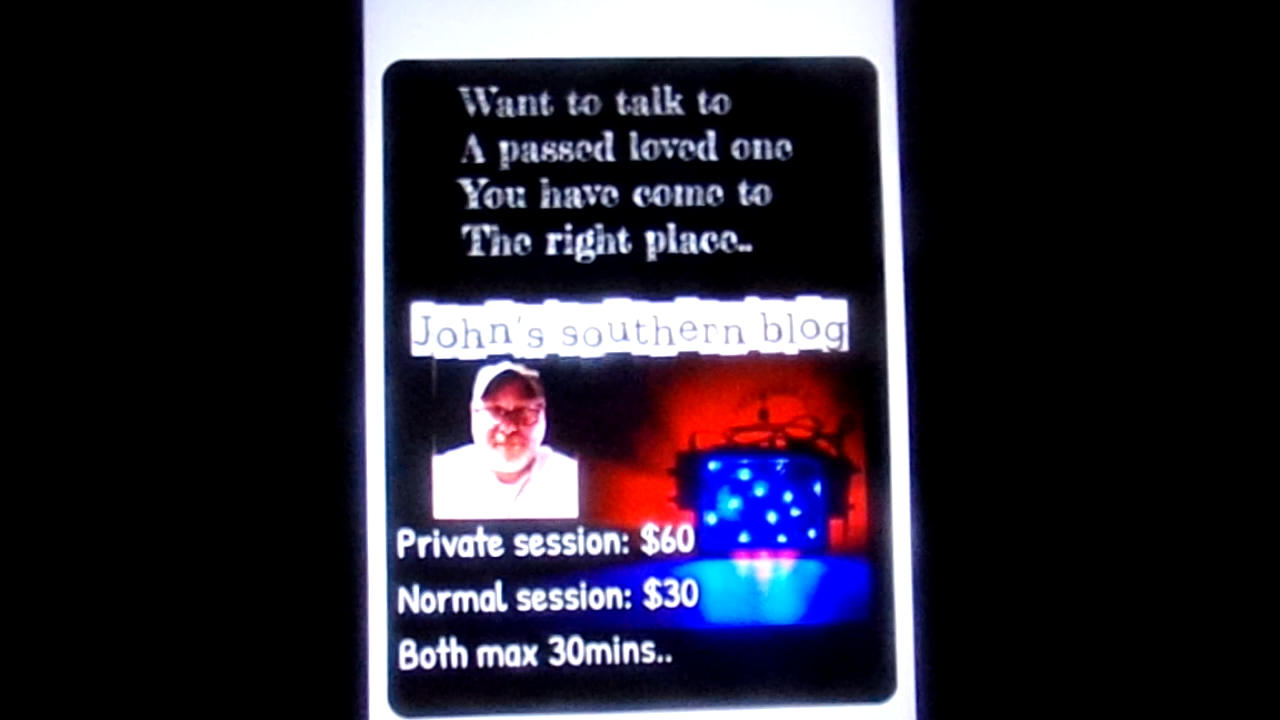 Want to talk to
A passed loved one
You have come to
The right place..
John's southern blog
Private session: $60
Normal session: $30
Both max 30mins..